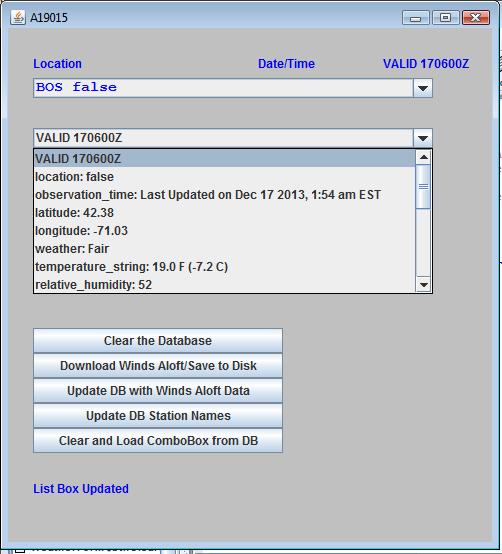 A19015
Location Date/Time VALID 170600Z
BOS false
VALID 170600Z
VALID 170600Z
location: false
observation_time: Last Updated on Dec 17 2013, 1:54 am EST
latitude: 42.38
longitude: -71.03
weather: Fair
temperature_string: 19.0 F (-7.2 C)
relative_humidity: 52
Clear the Database
Download Winds Aloft/Save to Disk
Update DB with Winds Aloft Data
Update DB Station Names
Clear and Load ComboBox from DB
List Box Updated